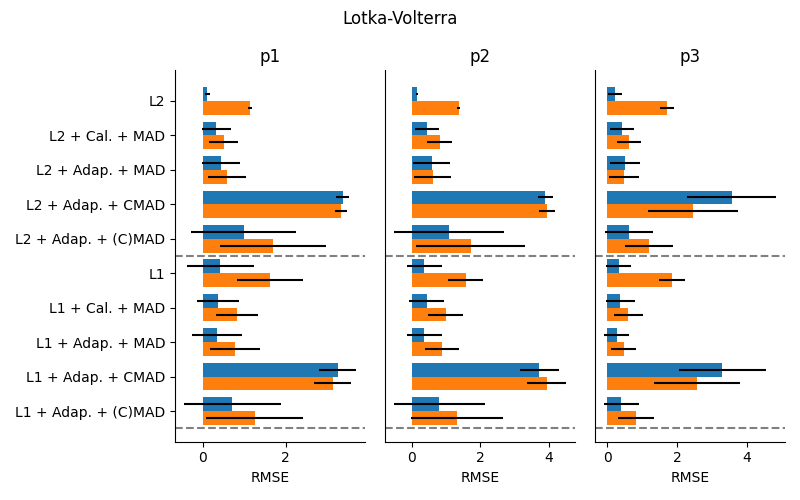 Lotka-Volterra
p1
p2
p3
L2
L2 + Cal. + MAD
L2 + Adap. + MAD
L2 + Adap. + CMAD
L2 + Adap. + (C)MAD
L1
L1 + Cal. + MAD
L1 + Adap. + MAD
L1 + Adap. + CMAD
L1 + Adap. + (C)MAD
0 2
0 2 4
0 2 4
RMSE
RMSE
RMSE